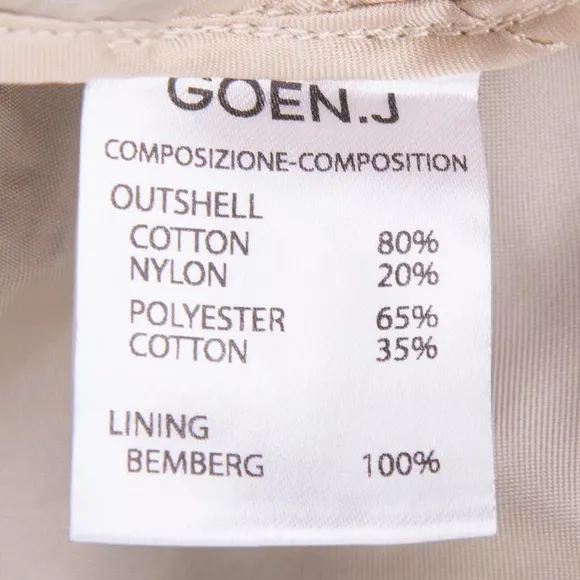 GOEN.J
COMPOSIZIONE-COMPOSITION
OUTSHELL
COTTON 80%
NYLON 20%
POLYESTER 65%
COTTON 35%
LINING
BEMBERG 100%